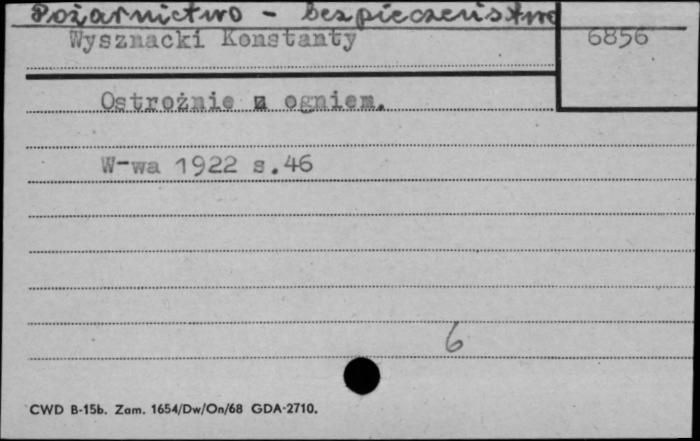 Pożarnictwo - bezpieczeństwo
Wysznacki Konstanty
6856
Ostrożnie z ogniem.
W-wa 1922 s.46
6
CWD B-15b. Zam. 1654/Dw/On/68 GDA-2710.